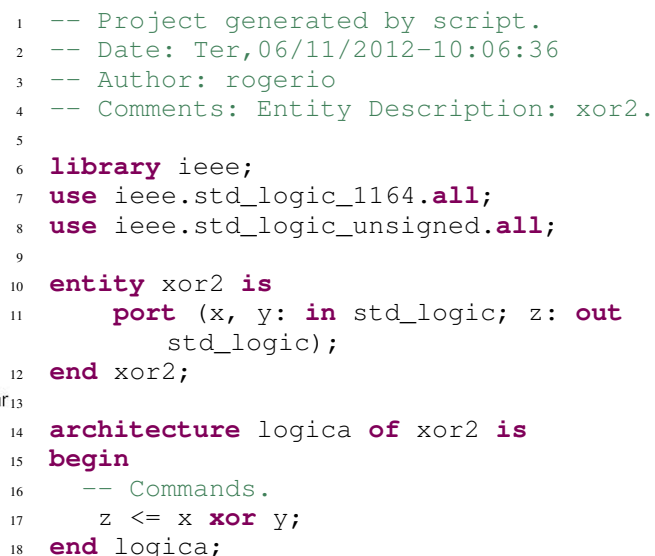 1 -- Project generated by script.
2 -- Date: Ter,06/11/2012-10:06:36
3 -- Author: rogerio
4 -- Comments: Entity Description: xor2.
5
6 library ieee;
7 use ieee.std_logic_1164.all;
8 use ieee.std_logic_unsigned.all;
9
10 entity xor2 is
11 port (x, y: in std_logic; z: out
std_logic);
12 end xor2;
13
14 architecture logica of xor2 is
15 begin
16 -- Commands.
17 z <= x xor y;
18 end logica;